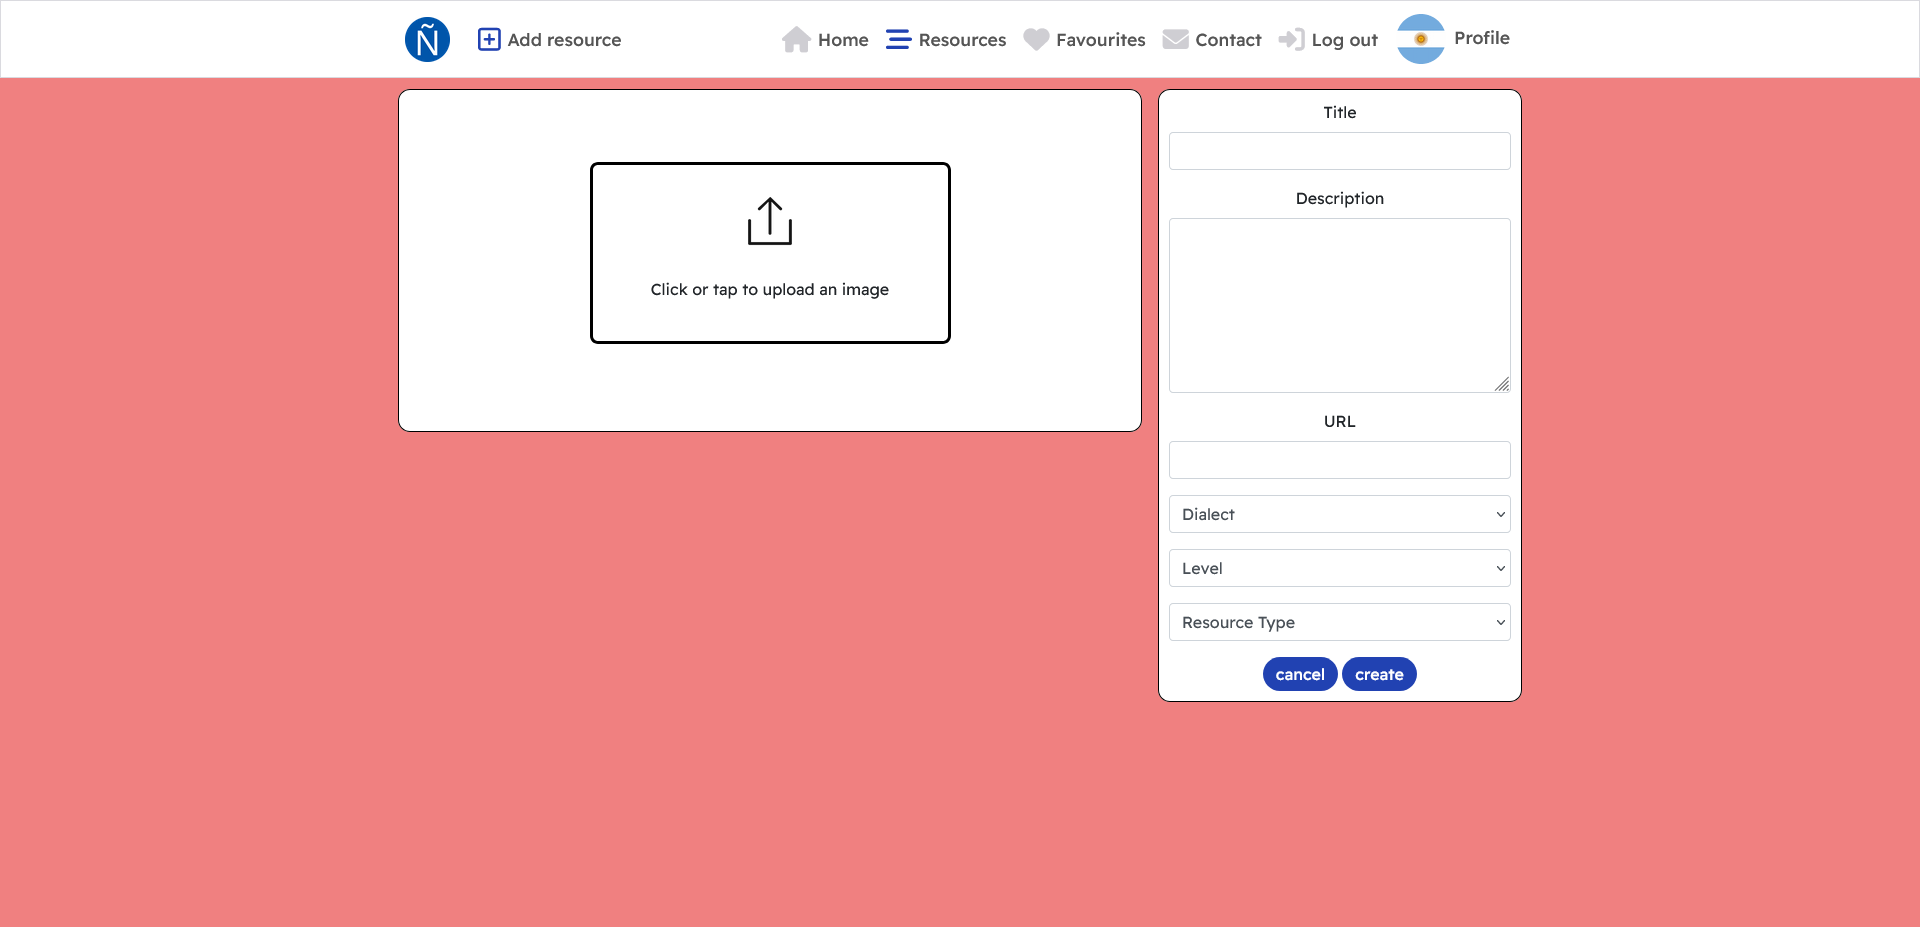 Ñ Add resource Home Resources Favourites Contact Log out Profile
Click or tap to upload an image
Title
Description
URL
Dialect
Level
Resource Type
cancel create